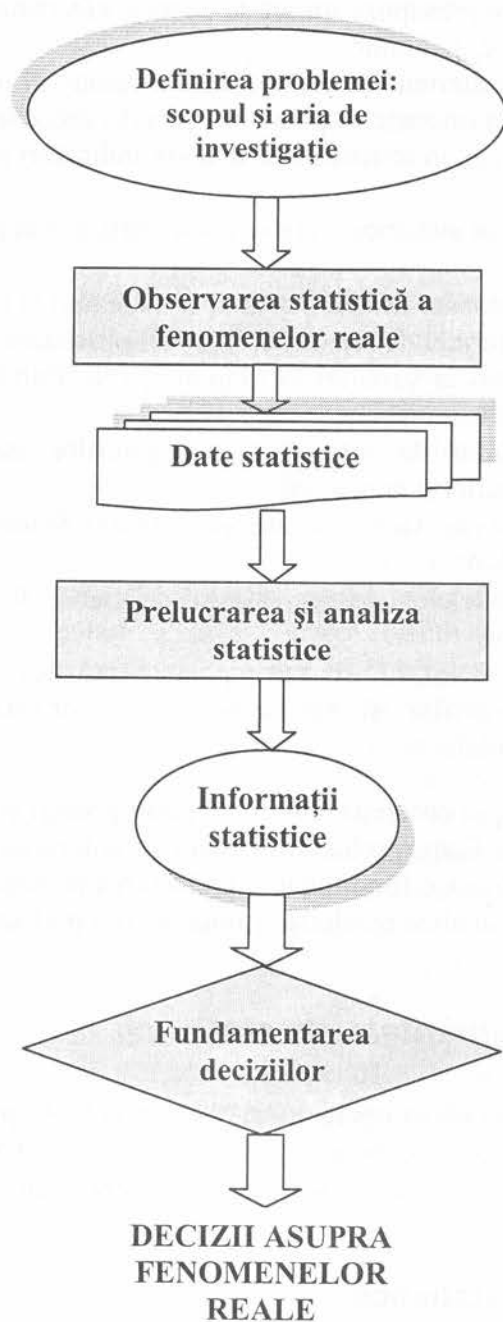 Definirea problemei:
scopul şi aria de
investigaţie
Observarea statistică a
fenomenelor reale
Date statistice
Prelucrarea şi analiza
statistice
Informaţii
statistice
Fundamentarea
deciziilor
DECIZII ASUPRA
FENOMENELOR
REALE